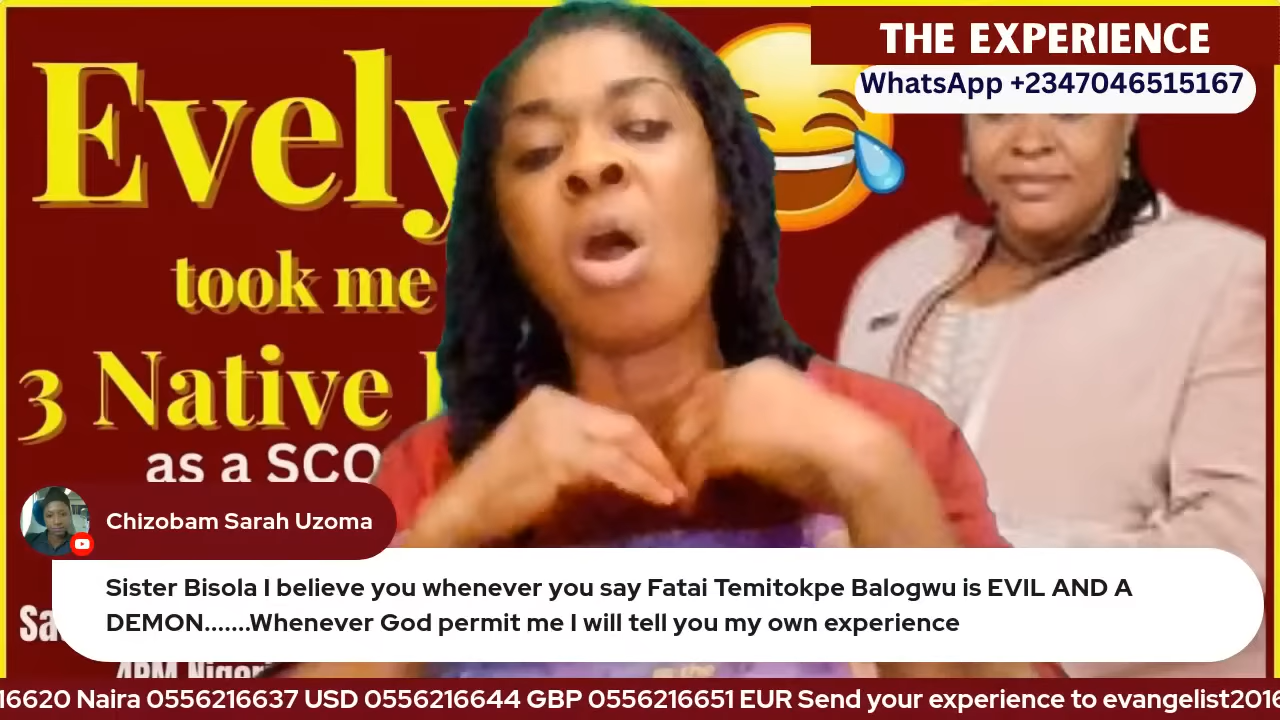 THE EXPERIENCE
WhatsApp +2347046515167
Evely
took me
3 Native
as a SCO
Chizobam Sarah Uzoma
Sister Bisola I believe you whenever you say Fatai Temitokpe Balogwu is EVIL AND A
DEMON.......Whenever God permit me I will tell you my own experience
4PM
16620 Naira 0556216637 USD 0556216644 GBP 0556216651 EUR Send your experience to evangelist2016